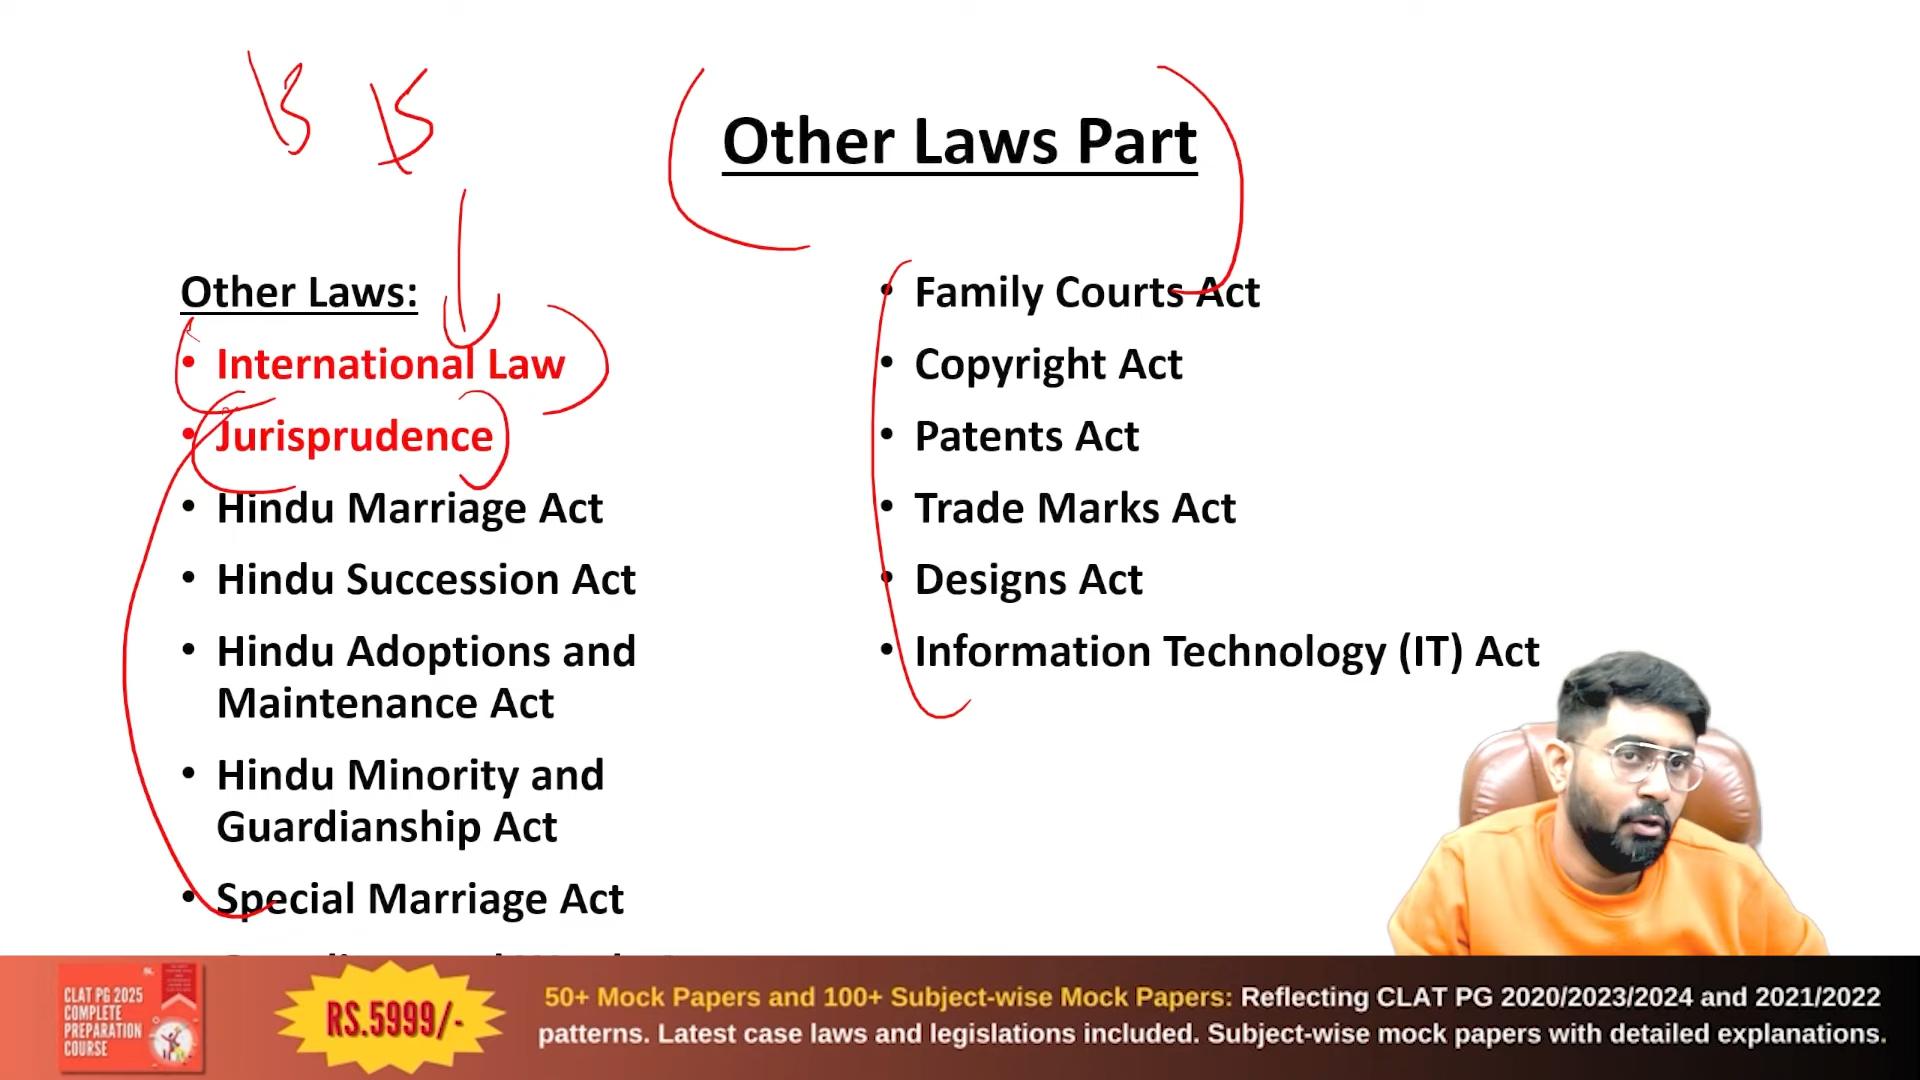 Other Laws Part
Other Laws:
• International Law
• Jurisprudence
• Hindu Marriage Act
• Hindu Succession Act
• Hindu Adoptions and
Maintenance Act
• Hindu Minority and
Guardianship Act
• Special Marriage Act
• Family Courts Act
• Copyright Act
• Patents Act
• Trade Marks Act
• Designs Act
• Information Technology (IT) Act
CLAT PG 2025
COMPLETE
PREPARATION
COURSE
RS.5999/-
50+ Mock Papers and 100+ Subject-wise Mock Papers: Reflecting CLAT PG 2020/2023/2024 and 2021/2022
patterns. Latest case laws and legislations included. Subject-wise mock papers with detailed explanations.